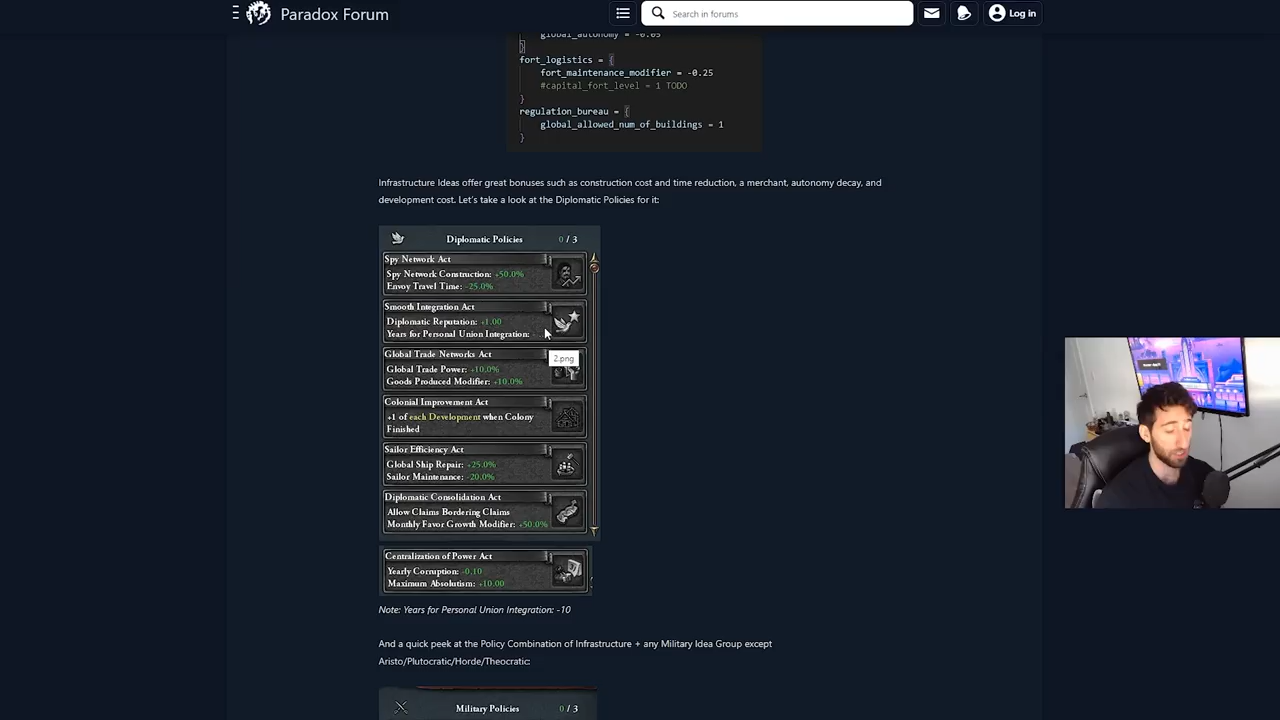 Paradox Forum
Search in forums
Log in
global_autonomy = -0.05
}
fort_logistics = {
fort_maintenance_modifier = -0.25
#capital_fort_level = 1 TODO
}
regulation_bureau = {
global_allowed_num_of_buildings = 1
}
Infrastructure Ideas offer great bonuses such as construction cost and time reduction, a merchant, autonomy decay, and
development cost. Let's take a look at the Diplomatic Policies for it:
Diplomatic Policies 0 / 3
Spy Network Act
Spy Network Construction: +50.0%
Envoy Travel Time: -25.0%
Smooth Integration Act
Diplomatic Reputation: +1.00
Years for Personal Union Integration:
Global Trade Networks Act
2.png
Global Trade Power: +10.0%
Goods Produced Modifier: +10.0%
Colonial Improvement Act
+1 of each Development when Colony
Finished
Sailor Efficiency Act
Global Ship Repair: +25.0%
Sailor Maintenance: -20.0%
Diplomatic Consolidation Act
Allow Claims Bordering Claims
Monthly Favor Growth Modifier: +50.0%
Centralization of Power Act
Yearly Corruption: -0.10
Maximum Absolutism: +10.00
Note: Years for Personal Union Integration: -10
And a quick peek at the Policy Combination of Infrastructure + any Military Idea Group except
Aristo/Plutocratic/Horde/Theocratic:
Military Policies 0 / 3